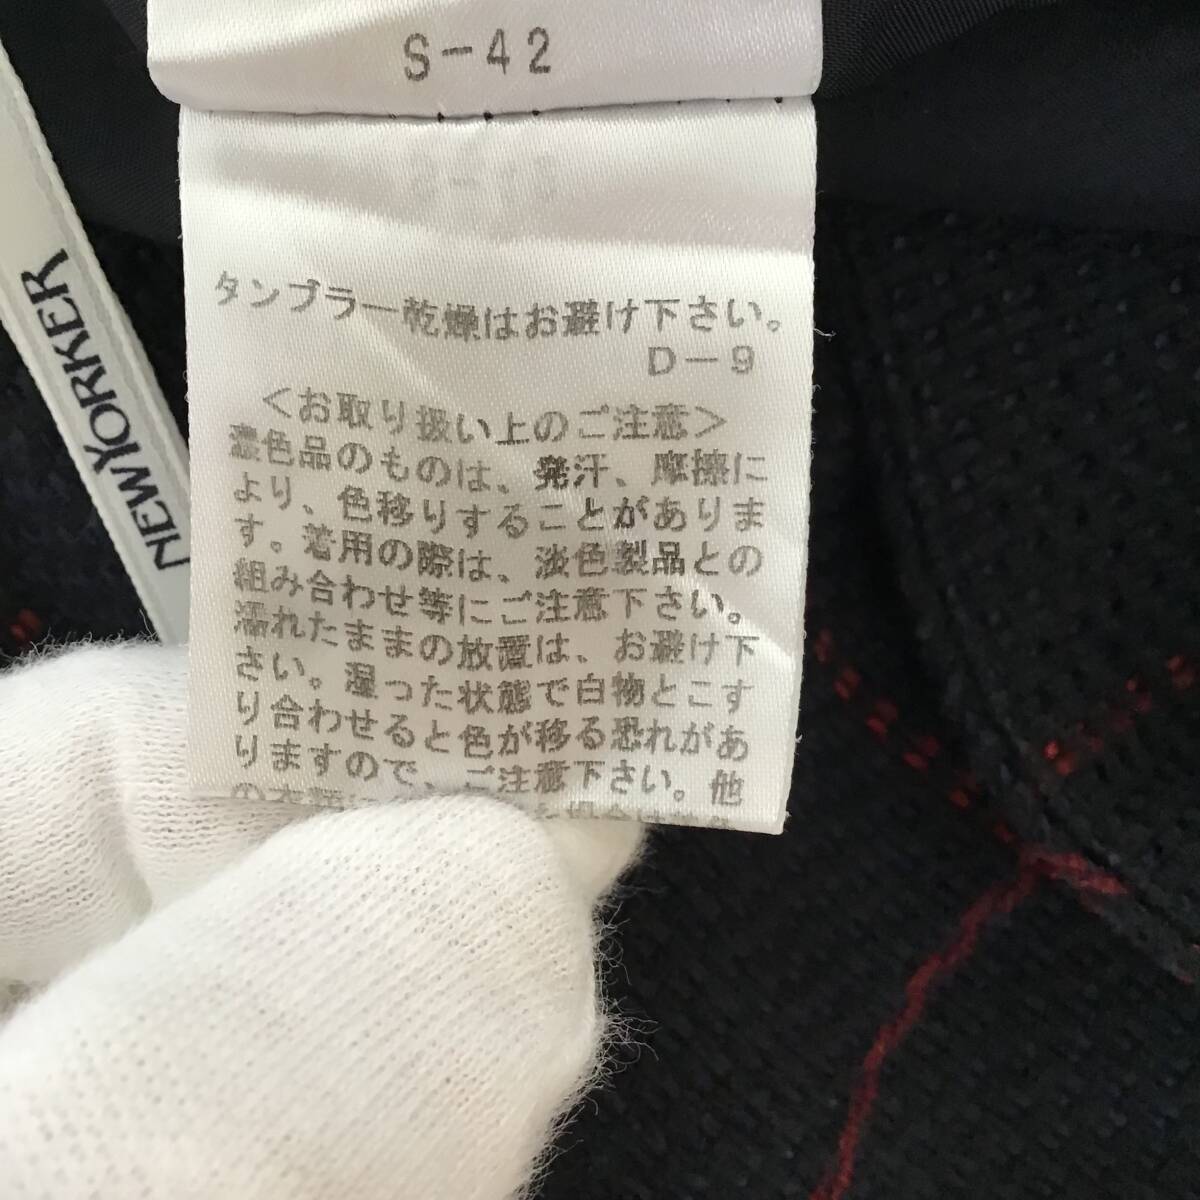 S-42
タンブラー乾燥はお避け下さい。
D-9
<お取り扱い上のご注意>
濃色品のものは、発汗、摩擦に
より、色移りすることがありま
す。着用の際は、淡色製品との
組み合わせ等にご注意下さい。
濡れたままの放置は、お避け下
さい。湿った状態で白物とこす
り合わせると色が移る恐れがあ
りますので、ご注意下さい。他
NEWYORKER